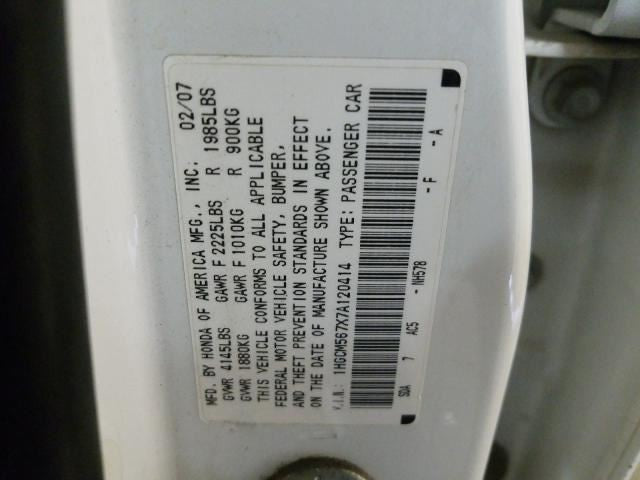 MFD. BY HONDA OF AMERICA MFG., INC. 02/07
GVWR 4145LBS GAWR F 2225LBS R 1985LBS
GVWR 1880KG GAWR F 1010KG R 900KG
THIS VEHICLE CONFORMS TO ALL APPLICABLE
FEDERAL MOTOR VEHICLE SAFETY, BUMPER,
AND THEFT PREVENTION STANDARDS IN EFFECT
ON THE DATE OF MANUFACTURE SHOWN ABOVE.
V.I.N.: 1HGCM567X7A120414 TYPE: PASSENGER CAR
SDA 7 AC5 - NH578 - F - A